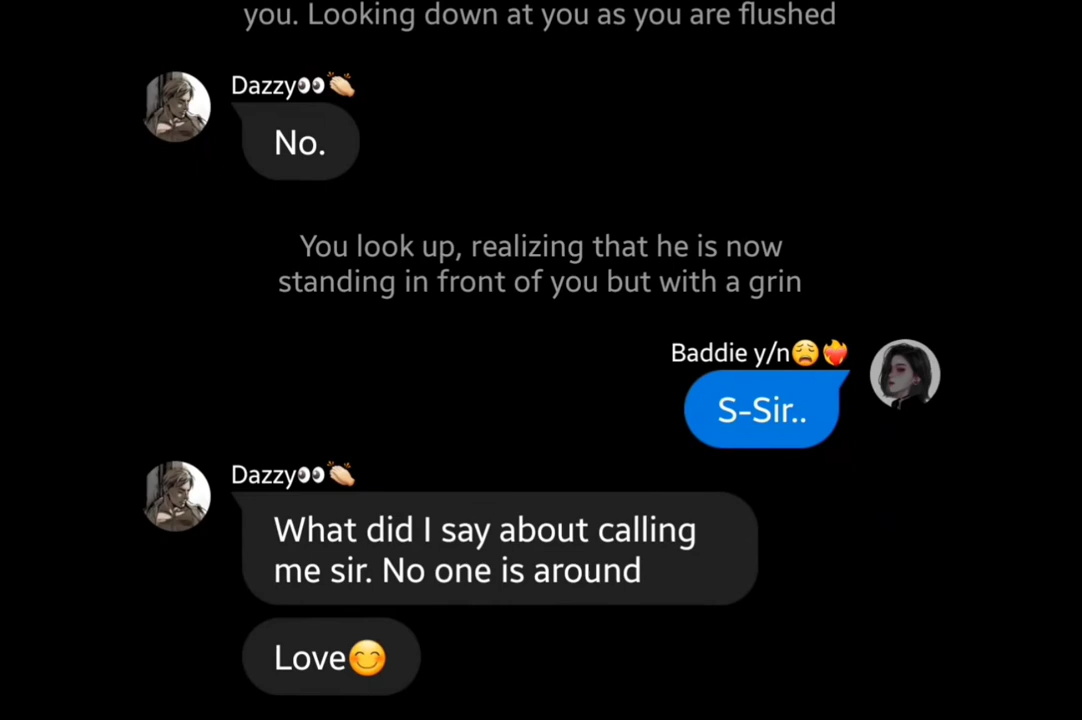 you. Looking down at you as you are flushed
Dazzy👀👏🏻
No.
You look up, realizing that he is now
standing in front of you but with a grin
Baddie y/n😩❤️‍🔥
S-Sir..
Dazzy👀👏🏻
What did I say about calling
me sir. No one is around
Love😊